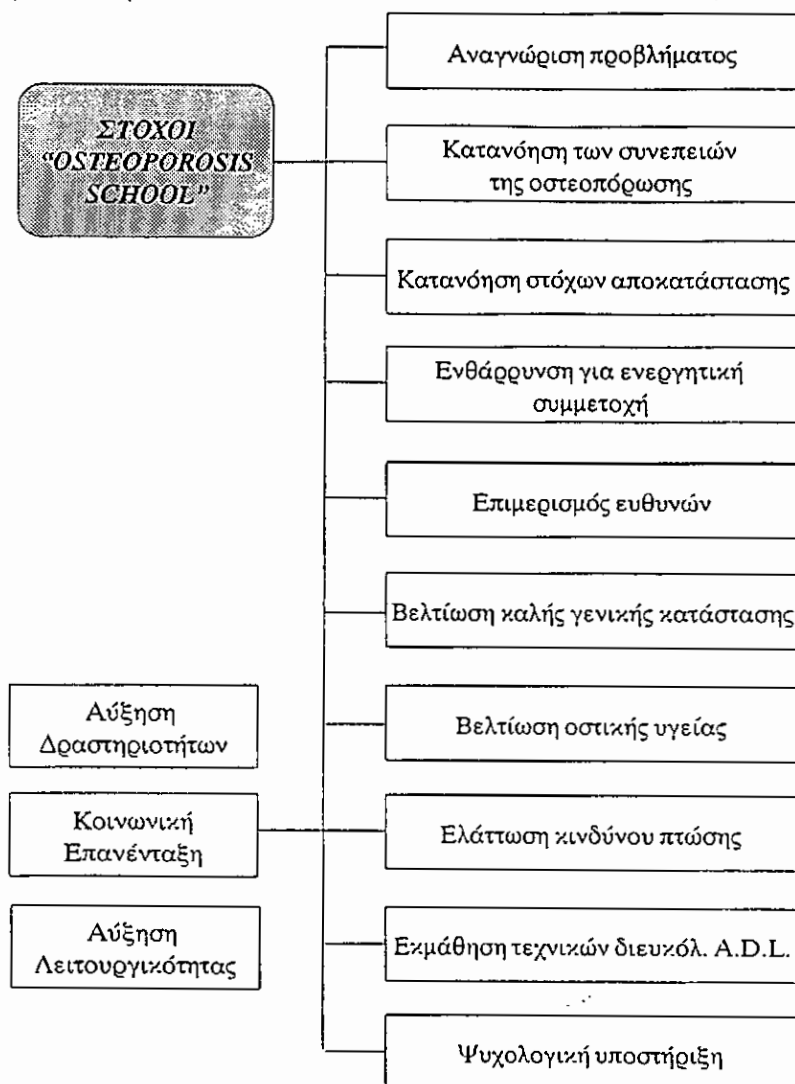 ΣΤΟΧΟΙ
“OSTEOPOROSIS
SCHOOL”
Αναγνώριση προβλήματος
Κατανόηση των συνεπειών
της οστεοπόρωσης
Κατανόηση στόχων αποκατάστασης
Ενθάρρυνση για ενεργητική
συμμετοχή
Επιμερισμός ευθυνών
Βελτίωση καλής γενικής κατάστασης
Βελτίωση οστικής υγείας
Ελάττωση κινδύνου πτώσης
Εκμάθηση τεχνικών διευκόλ. A.D.L.
Ψυχολογική υποστήριξη
Αύξηση
Δραστηριοτήτων
Κοινωνική
Επανένταξη
Αύξηση
Λειτουργικότητας